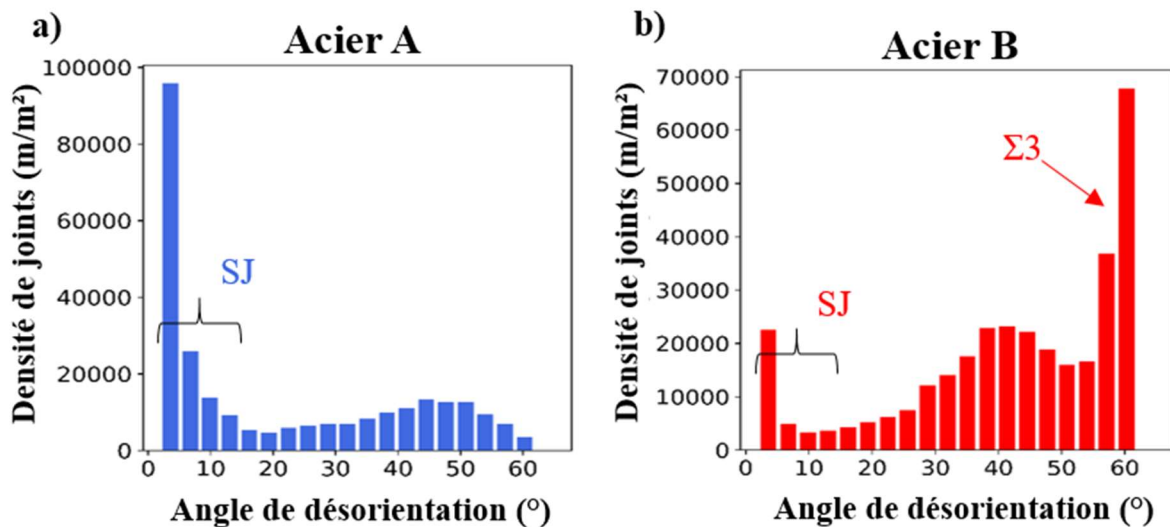 a)
Acier A
Densité de joints (m/m²)
100000
80000
60000
40000
20000
0
SJ
0 10 20 30 40 50 60
Angle de désorientation (°)
b)
Acier B
Densité de joints (m/m²)
70000
60000
50000
40000
30000
20000
10000
0
Σ3
SJ
0 10 20 30 40 50 60
Angle de désorientation (°)